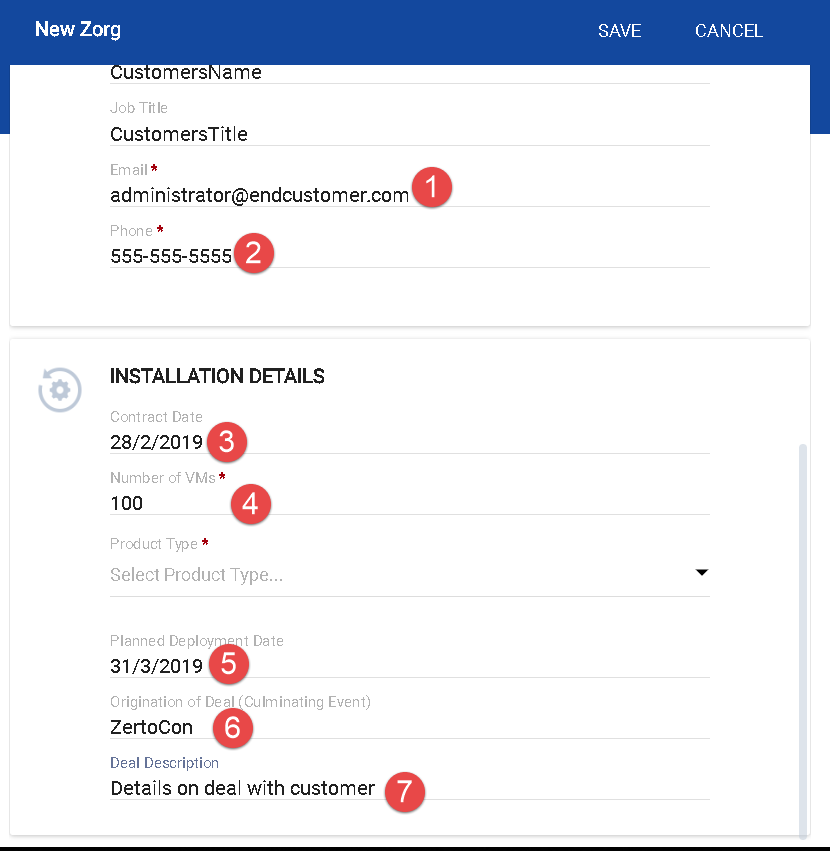 New Zorg SAVE CANCEL
CustomersName
Job Title
CustomersTitle
Email *
administrator@endcustomer.com 1
Phone *
555-555-5555 2
INSTALLATION DETAILS
Contract Date
28/2/2019 3
Number of VMs *
100 4
Product Type *
Select Product Type...
Planned Deployment Date
31/3/2019 5
Origination of Deal (Culminating Event)
ZertoCon 6
Deal Description
Details on deal with customer 7